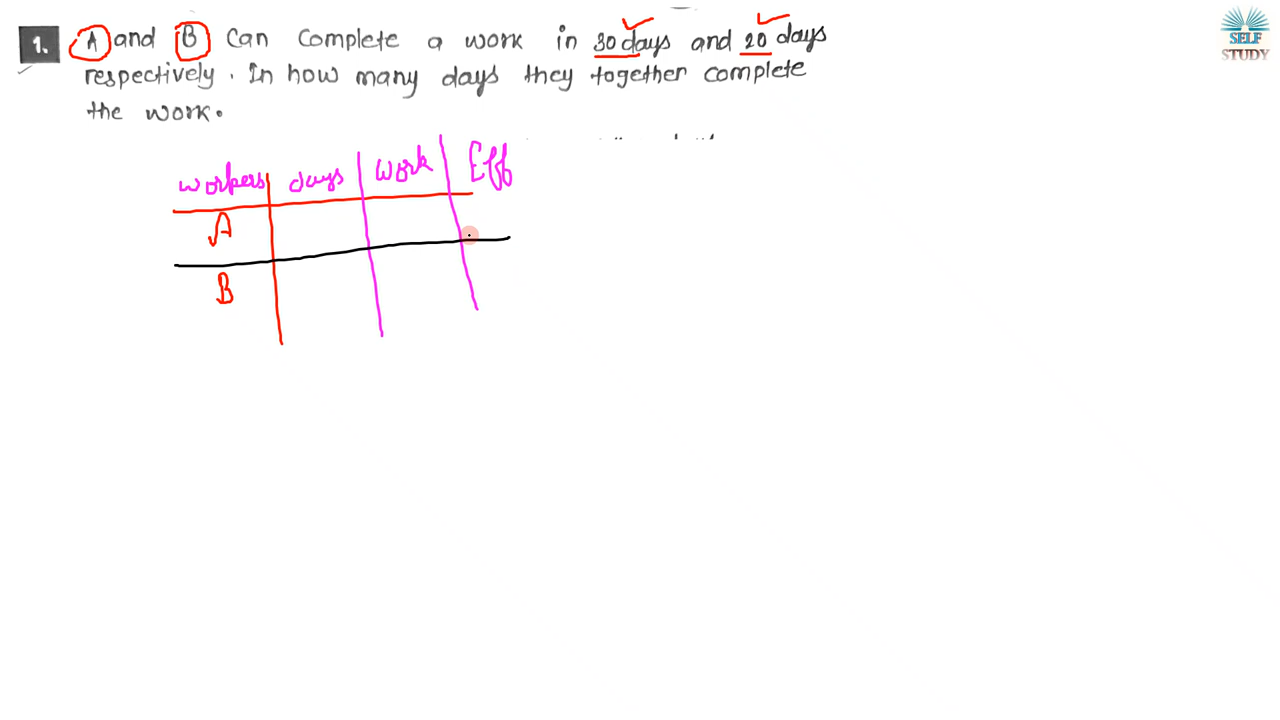 1. A and B can complete a work in 30 days and 20 days
respectively. In how many days they together complete
the work.
SELF
STUDY
workers days work Eff
A
B